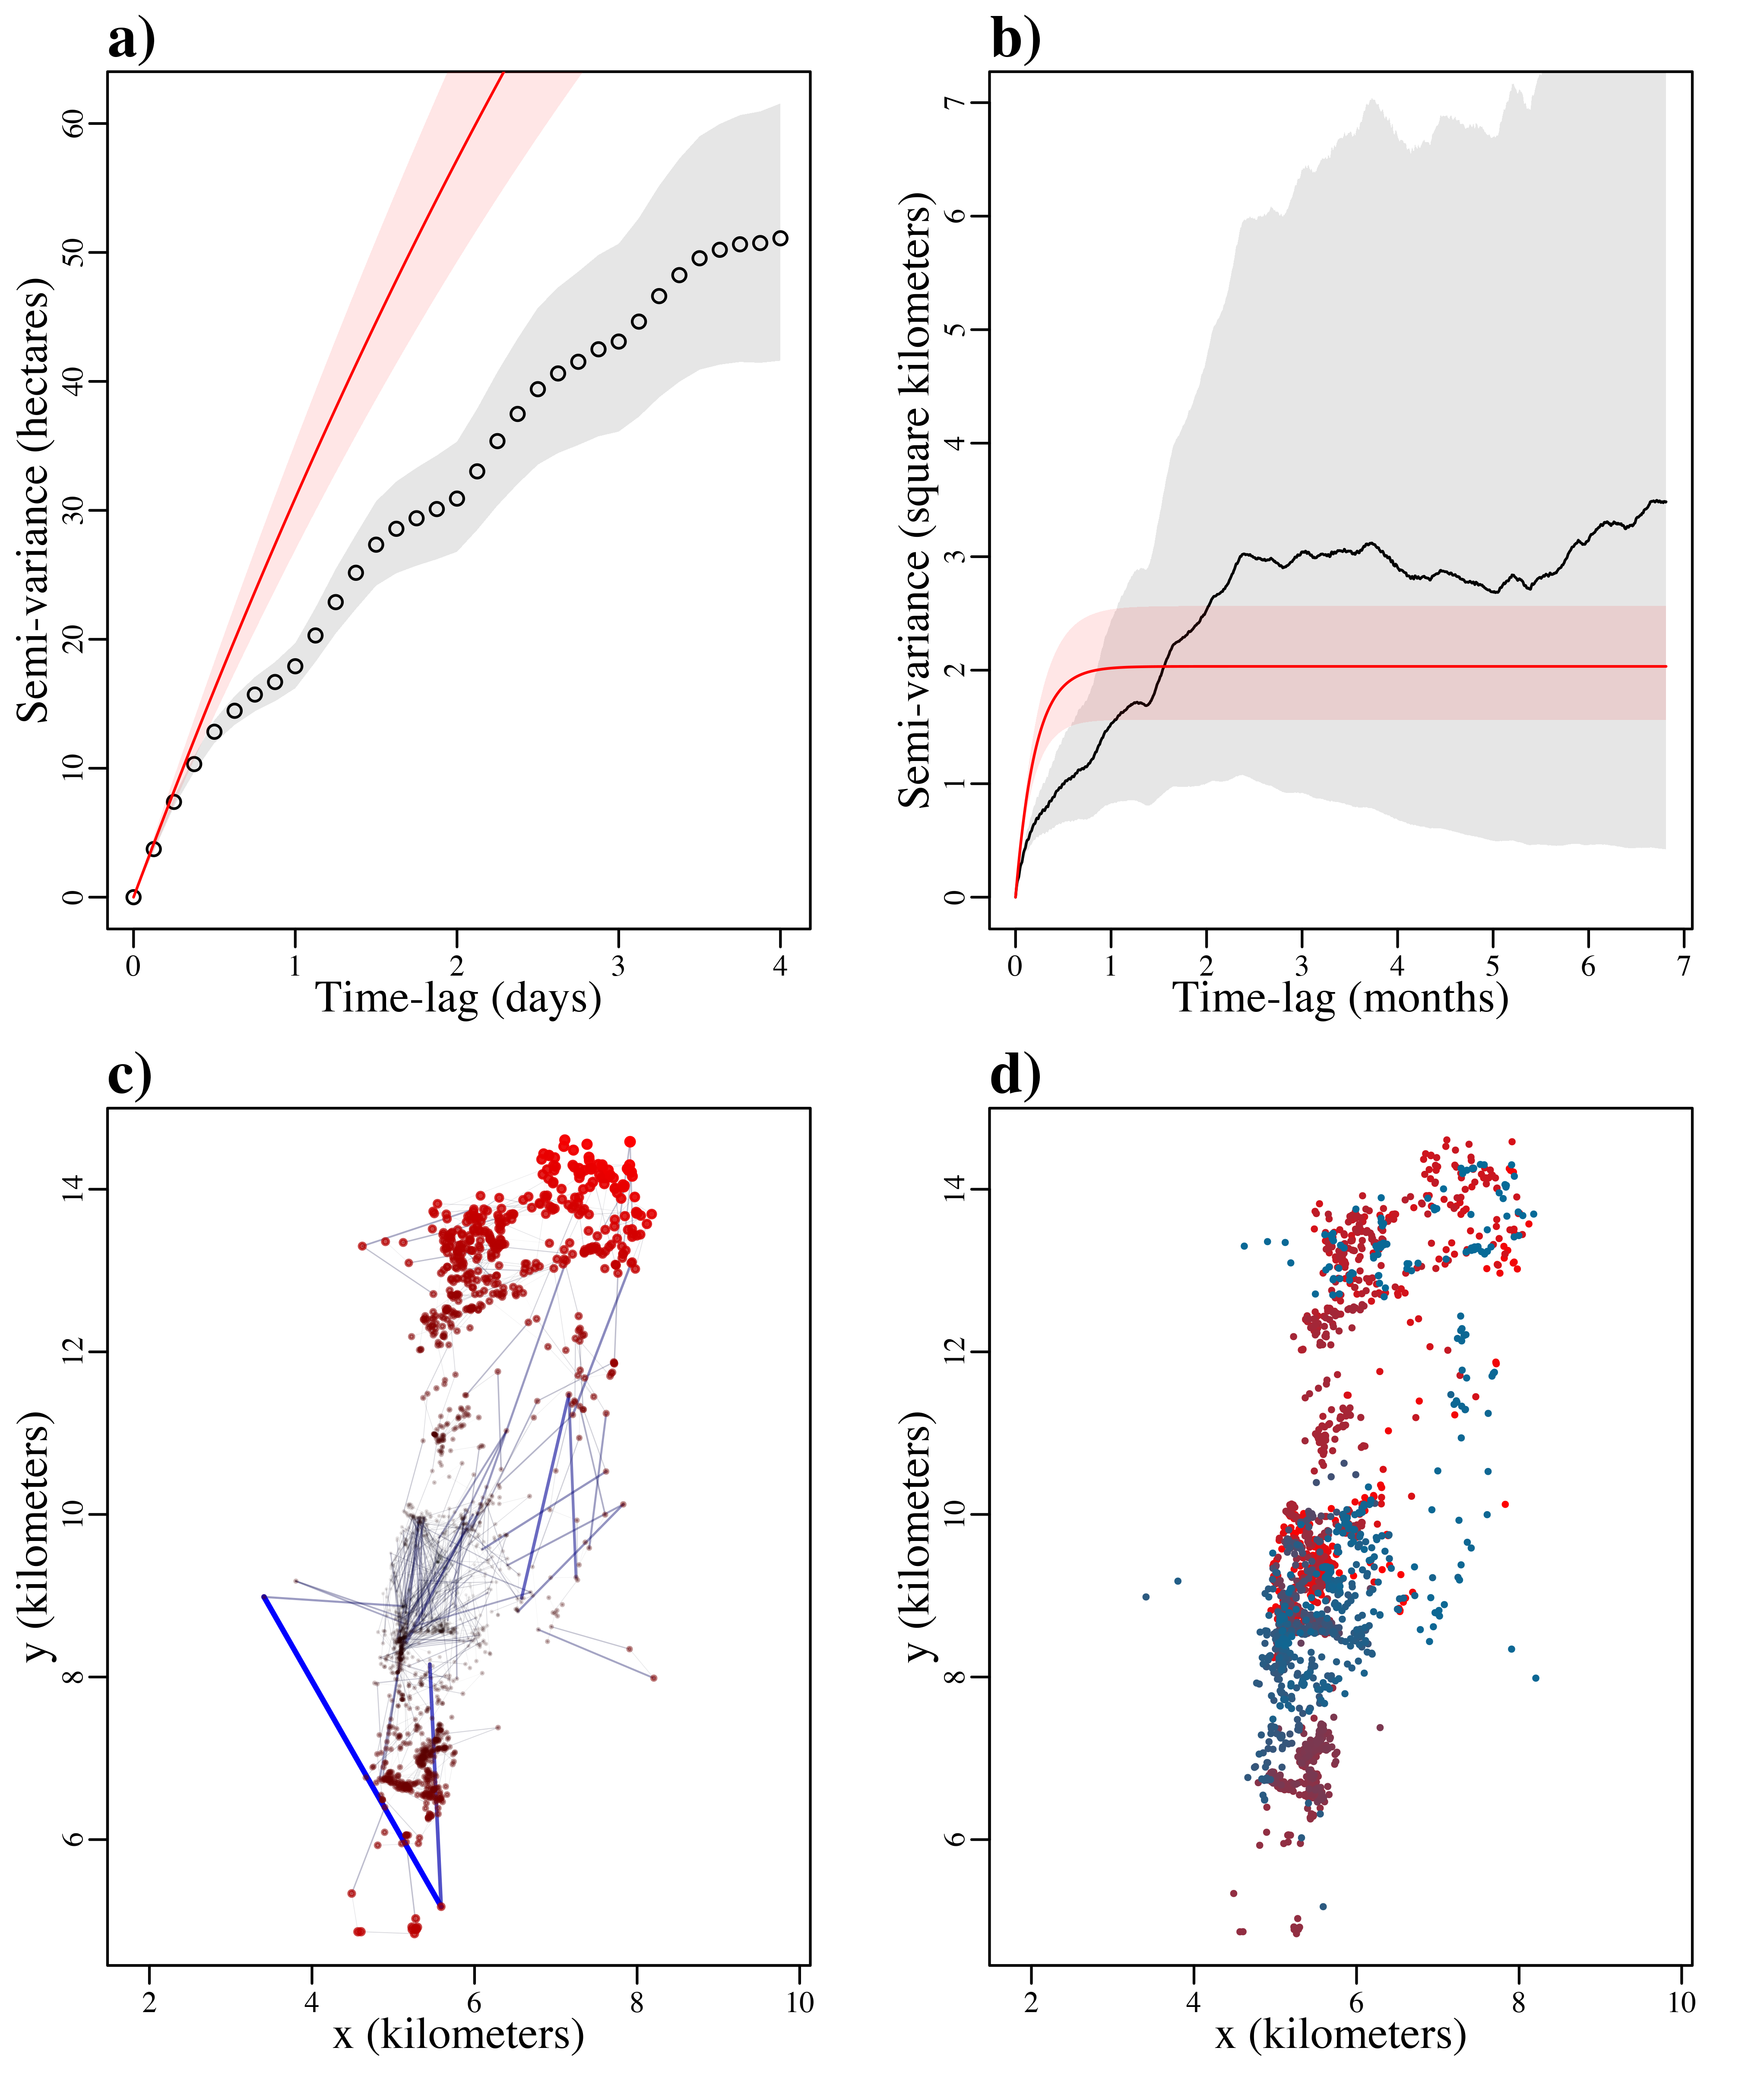 a)
Semi-variance (hectares)
60
50
40
30
20
10
0
0 1 2 3 4
Time-lag (days)
b)
Semi-variance (square kilometers)
7
6
5
4
3
2
1
0
0 1 2 3 4 5 6 7
Time-lag (months)
c)
y (kilometers)
14
12
10
8
6
2 4 6 8 10
x (kilometers)
d)
y (kilometers)
14
12
10
8
6
2 4 6 8 10
x (kilometers)